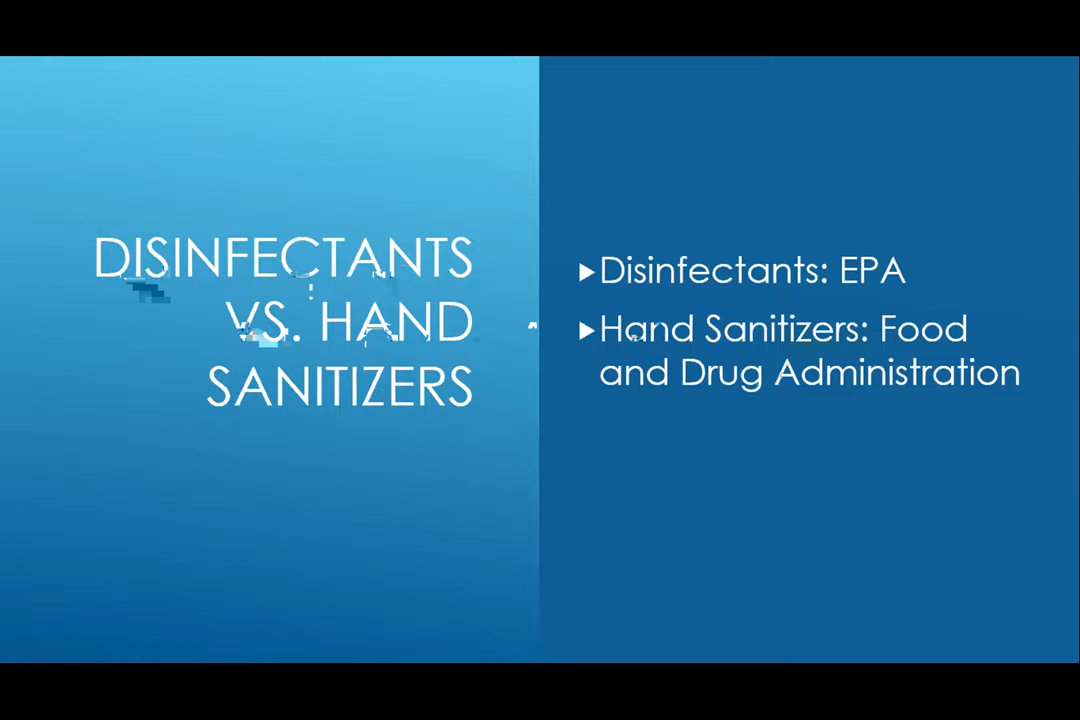 DISINFECTANTS
VS. HAND
SANITIZERS
Disinfectants: EPA
Hand Sanitizers: Food
and Drug Administration